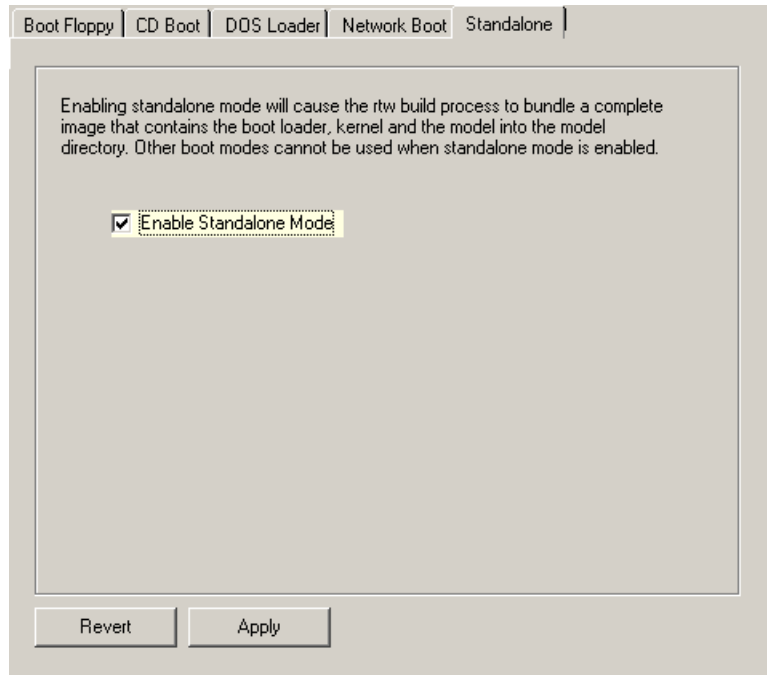 Boot Floppy CD Boot DOS Loader Network Boot Standalone
Enabling standalone mode will cause the rtw build process to bundle a complete
image that contains the boot loader, kernel and the model into the model
directory. Other boot modes cannot be used when standalone mode is enabled.
Enable Standalone Mode
Revert Apply